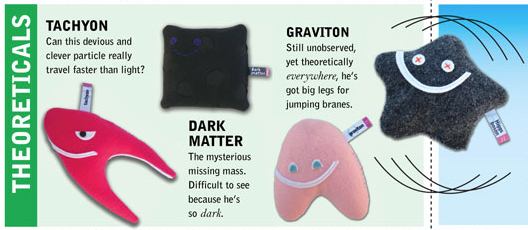 THEORETICALS
TACHYON
Can this devious and
clever particle really
travel faster than light?
tachyon
dark
matter
DARK
MATTER
The mysterious
missing mass.
Difficult to see
because he's
so dark.
GRAVITON
Still unobserved,
yet theoretically
everywhere, he's
got big legs for
jumping branes.
graviton
Higgs
boson